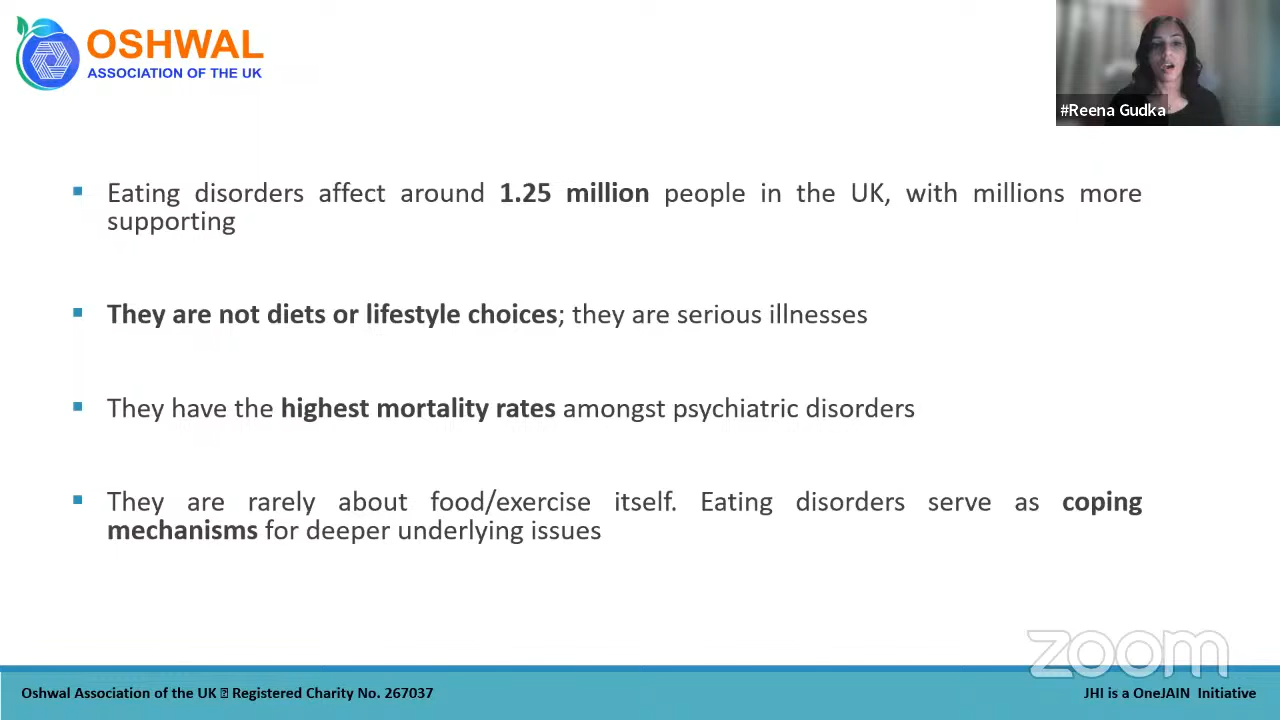 OSHWAL
ASSOCIATION OF THE UK
#Reena Gudka
Eating disorders affect around 1.25 million people in the UK, with millions more
supporting
They are not diets or lifestyle choices; they are serious illnesses
They have the highest mortality rates amongst psychiatric disorders
They are rarely about food/exercise itself. Eating disorders serve as coping
mechanisms for deeper underlying issues
zoom
Oshwal Association of the UK Registered Charity No. 267037
JHI is a OneJAIN Initiative